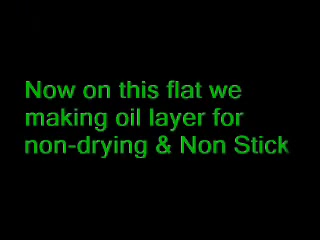 Now on this flat we
making oil layer for
non-drying & Non Stick